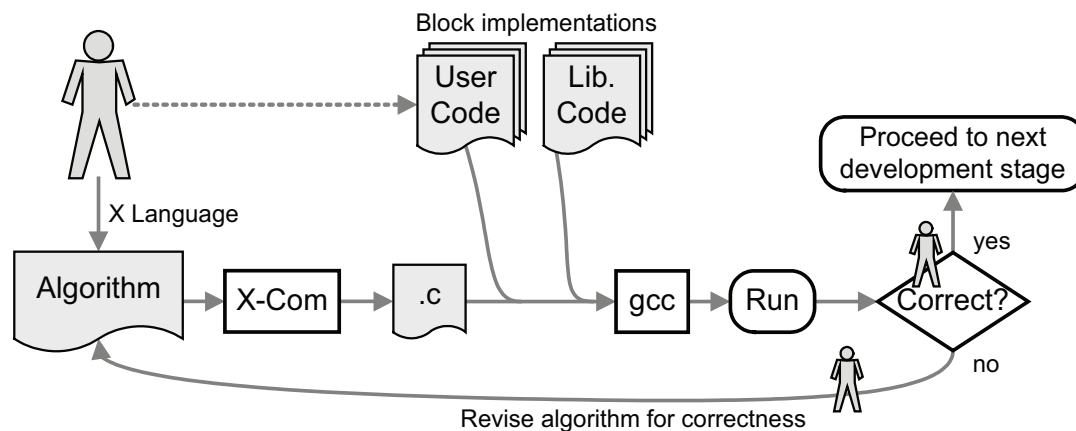 Block implementations
User
Code
Lib.
Code
Proceed to next
development stage
X Language
yes
Algorithm
X-Com
.c
gcc
Run
Correct?
no
Revise algorithm for correctness